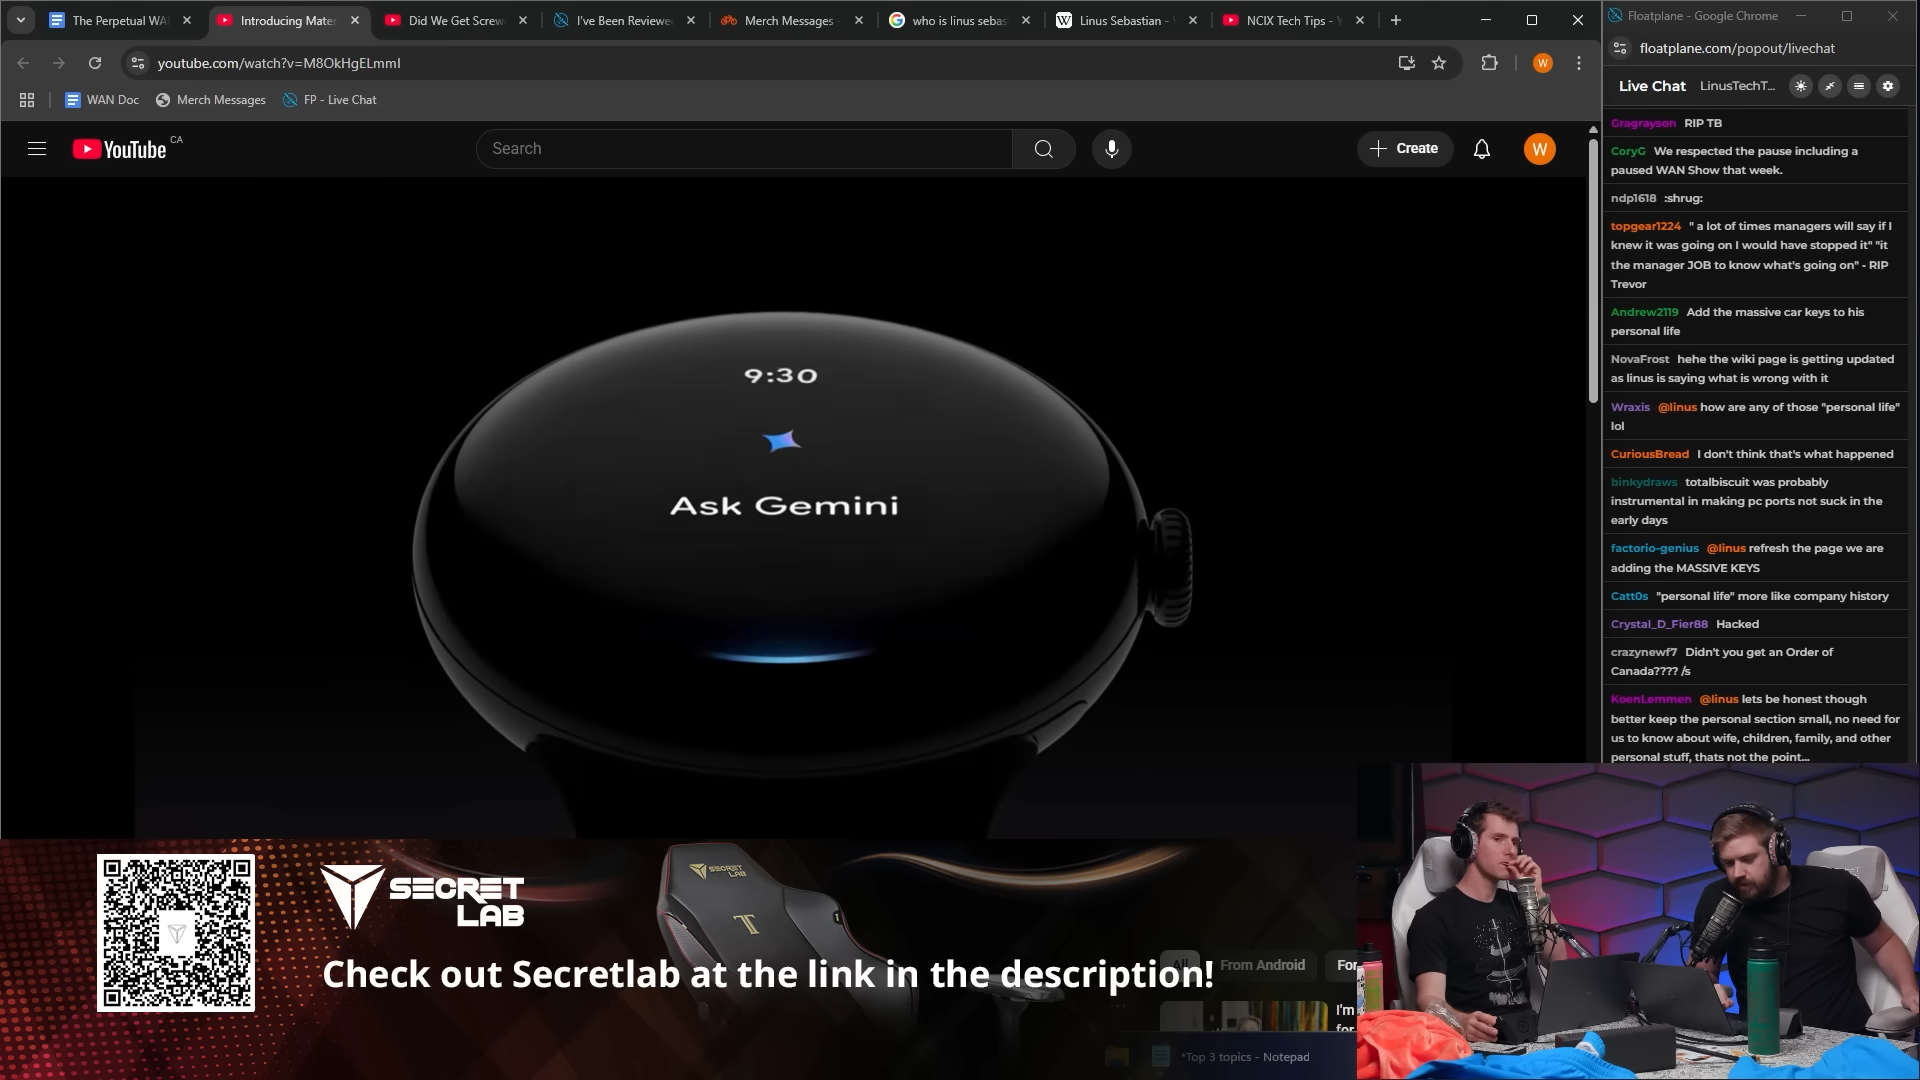 The Perpetual WA
Introducing Mater
Did We Get Screw
I've Been Reviewe
Merch Messages -
who is linus sebas
Linus Sebastian -
NCIX Tech Tips - Y
youtube.com/watch?v=M8OkHgELmmI
W
WAN Doc
Merch Messages
FP - Live Chat
YouTube CA
Search
Create
W
9:30
Ask Gemini
SECRET
LAB
SECRET
LAB
Check out Secretlab at the link in the description!
All
From Android
For
I'm
for
*Top 3 topics - Notepad
Floatplane - Google Chrome
floatplane.com/popout/livechat
Live Chat
LinusTechT...
Gragrayson RIP TB
CoryG We respected the pause including a
paused WAN Show that week.
ndp1618 :shrug:
topgear1224 " a lot of times managers will say if I
knew it was going on I would have stopped it" "it
the manager JOB to know what's going on" - RIP
Trevor
Andrew2119 Add the massive car keys to his
personal life
NovaFrost hehe the wiki page is getting updated
as linus is saying what is wrong with it
Wraxis @linus how are any of those "personal life"
lol
CuriousBread I don't think that's what happened
binkydraws totalbiscuit was probably
instrumental in making pc ports not suck in the
early days
factorio-genius @linus refresh the page we are
adding the MASSIVE KEYS
Catt0s "personal life" more like company history
Crystal_D_Fier88 Hacked
crazynewf7 Didn't you get an Order of
Canada???? /s
KoenLemmen @linus lets be honest though
better keep the personal section small, no need for
us to know about wife, children, family, and other
personal stuff, thats not the point...